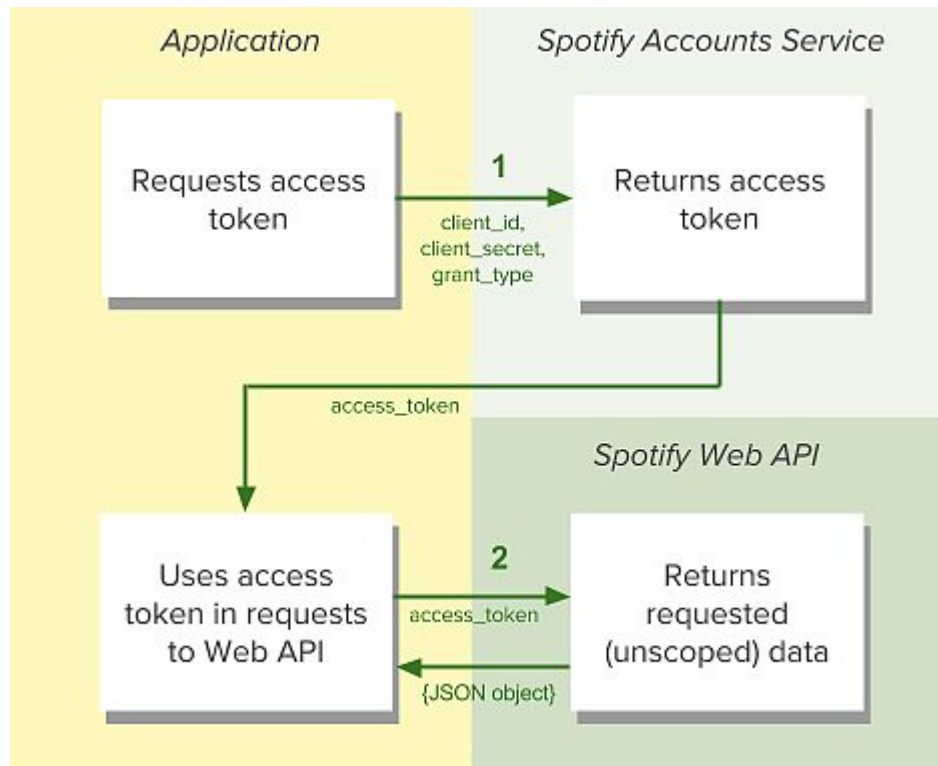 Application
Spotify Accounts Service
Requests access
token
1
client_id,
client_secret,
grant_type
Returns access
token
access_token
Spotify Web API
Uses access
token in requests
to Web API
2
access_token
{JSON object}
Returns
requested
(unscoped) data